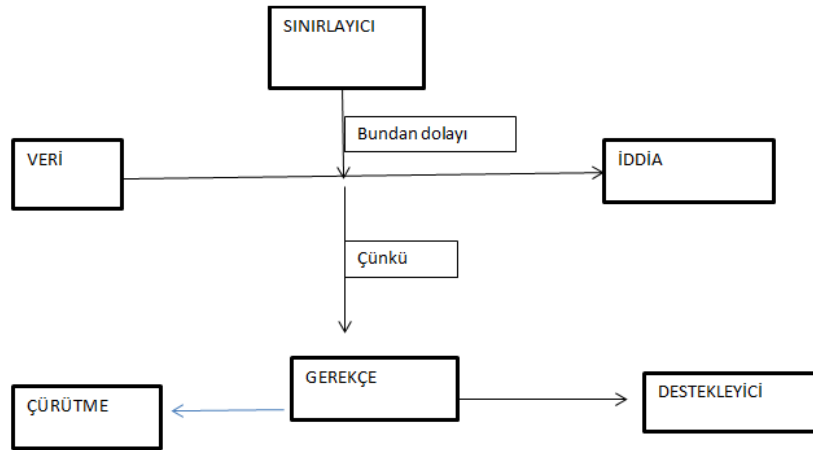 SINIRLAYICI
Bundan dolayı
VERİ
İDDİA
Çünkü
GEREKÇE
ÇÜRÜTME
DESTEKLEYİCİ